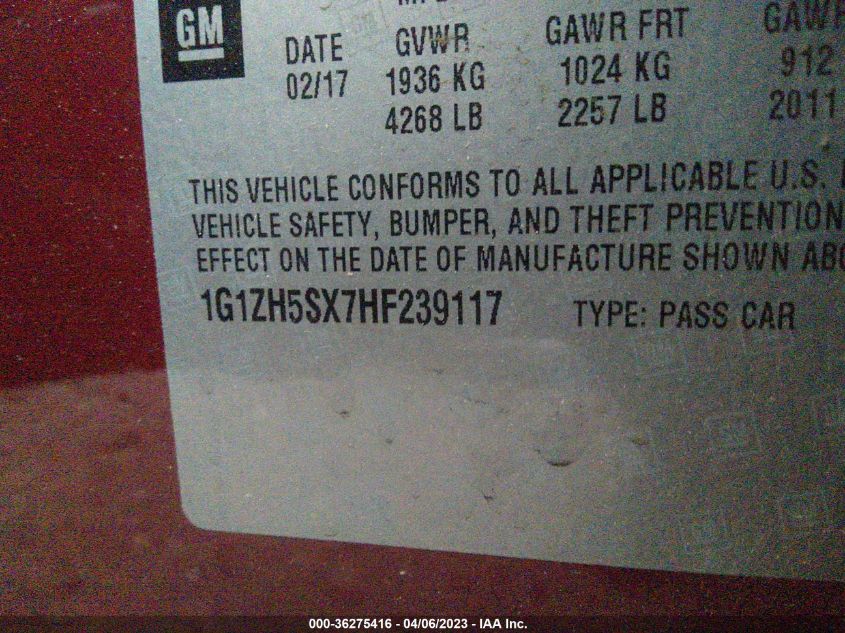 GM
DATE GVWR GAWR FRT GAWR
02/17 1936 KG 1024 KG 912
4268 LB 2257 LB 2011
THIS VEHICLE CONFORMS TO ALL APPLICABLE U.S.
VEHICLE SAFETY, BUMPER, AND THEFT PREVENTION
EFFECT ON THE DATE OF MANUFACTURE SHOWN ABO
1G1ZH5SX7HF239117 TYPE: PASS CAR
000-36275416 - 04/06/2023 - IAA Inc.